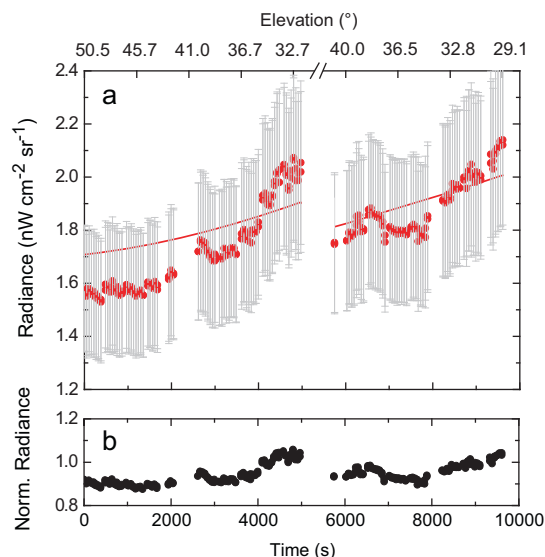 Elevation (°)
50.5 45.7 41.0 36.7 32.7 40.0 36.5 32.8 29.1
a
2.4
2.2
2.0
1.8
1.6
1.4
1.2
Radiance (nW cm⁻² sr⁻¹)
b
1.2
1.0
0.8
Norm. Radiance
0 2000 4000 6000 8000 10000
Time (s)